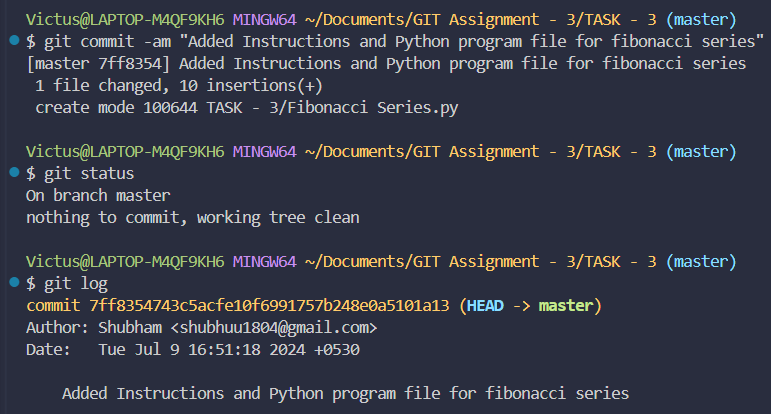 Victus@LAPTOP-M4QF9KH6 MINGW64 ~/Documents/GIT Assignment - 3/TASK - 3 (master)
$ git commit -am "Added Instructions and Python program file for fibonacci series"
[master 7ff8354] Added Instructions and Python program file for fibonacci series
 1 file changed, 10 insertions(+)
 create mode 100644 TASK - 3/Fibonacci Series.py
Victus@LAPTOP-M4QF9KH6 MINGW64 ~/Documents/GIT Assignment - 3/TASK - 3 (master)
$ git status
On branch master
nothing to commit, working tree clean
Victus@LAPTOP-M4QF9KH6 MINGW64 ~/Documents/GIT Assignment - 3/TASK - 3 (master)
$ git log
commit 7ff8354743c5acfe10f6991757b248e0a5101a13 (HEAD -> master)
Author: Shubham <shubhuu1804@gmail.com>
Date:   Tue Jul 9 16:51:18 2024 +0530
    Added Instructions and Python program file for fibonacci series